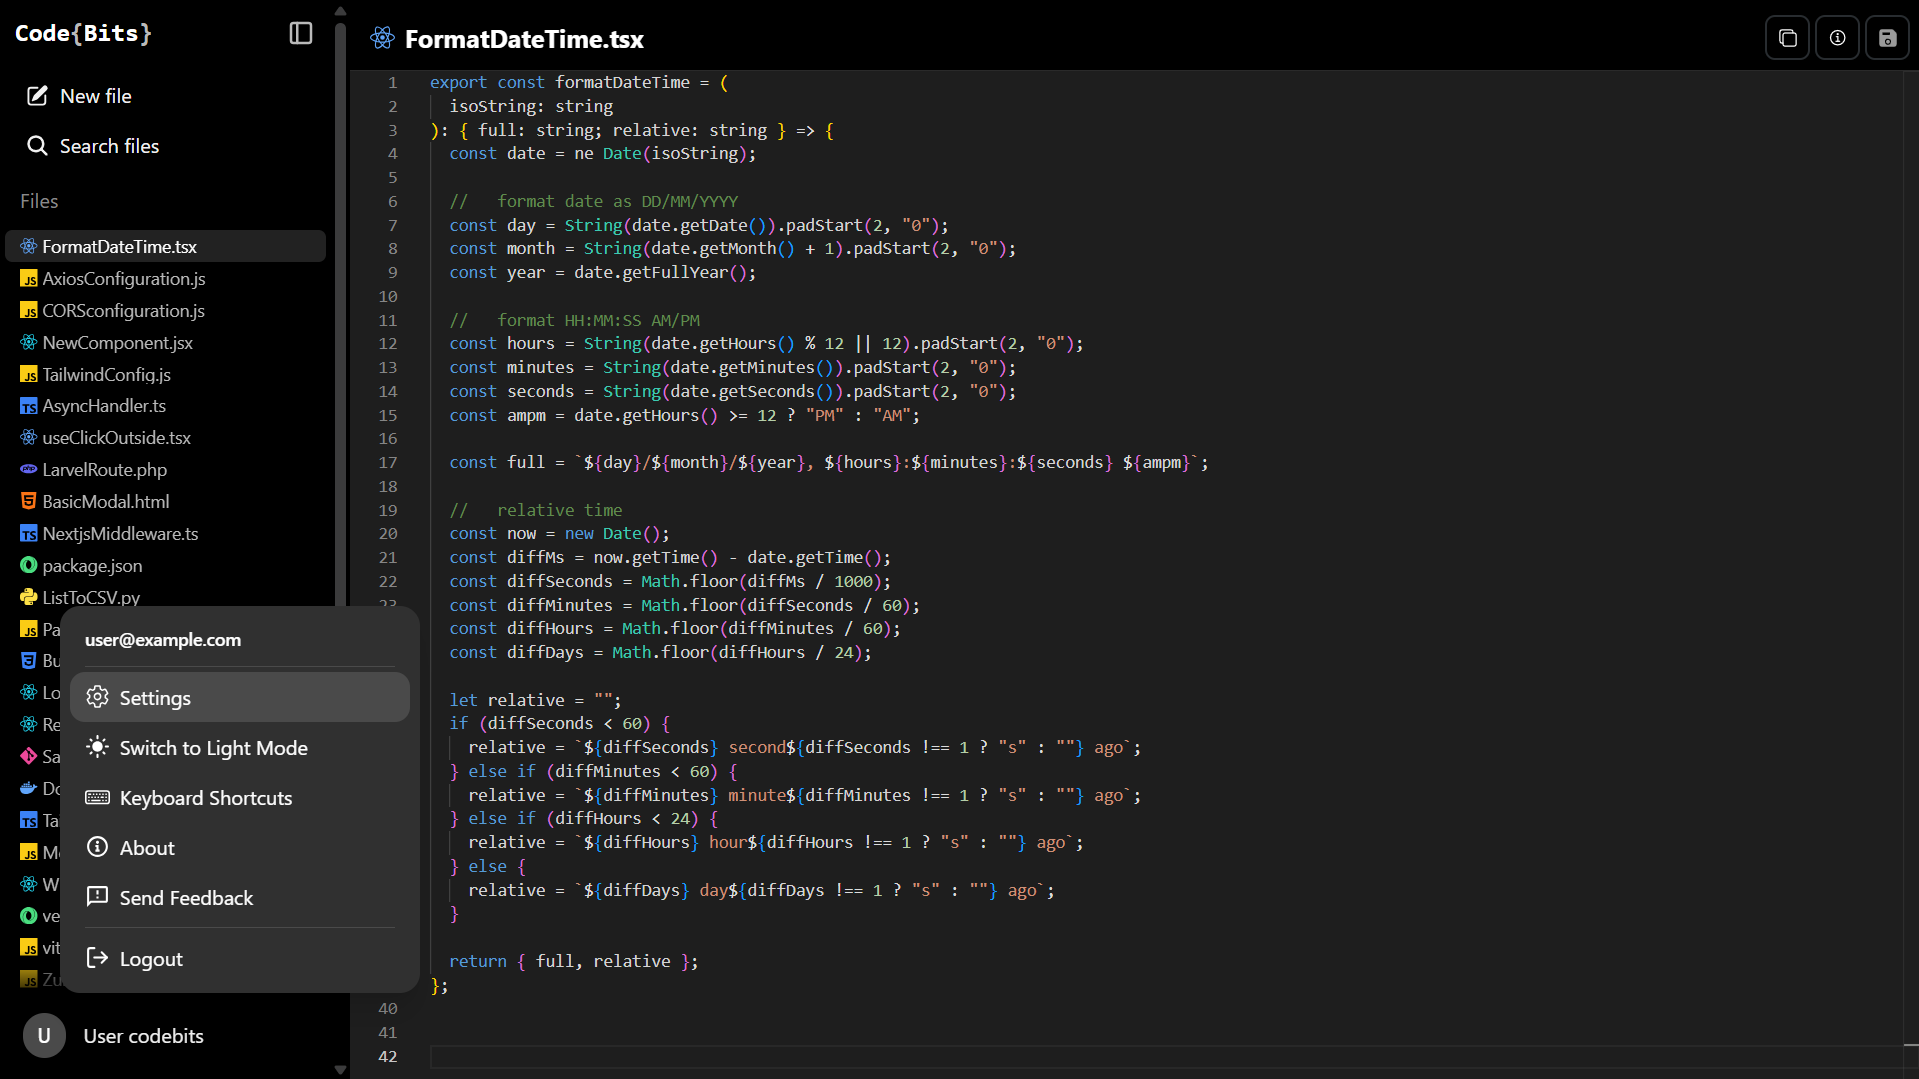 Code{Bits}
New file
Search files
Files
FormatDateTime.tsx
AxiosConfiguration.js
CORSconfiguration.js
NewComponent.jsx
TailwindConfig.js
AsyncHandler.ts
useClickOutside.tsx
LarvelRoute.php
BasicModal.html
NextjsMiddleware.ts
package.json
ListToCSV.py
Pa
Bu
Lo
Re
Sa
Do
Ta
Mo
W
ve
vit
Zu
user@example.com
Settings
Switch to Light Mode
Keyboard Shortcuts
About
Send Feedback
Logout
U
User codebits
FormatDateTime.tsx
1 export const formatDateTime = (
2   isoString: string
3 ): { full: string; relative: string } => {
4   const date = ne Date(isoString);
5
6   //   format date as DD/MM/YYYY
7   const day = String(date.getDate()).padStart(2, "0");
8   const month = String(date.getMonth() + 1).padStart(2, "0");
9   const year = date.getFullYear();
10
11   //   format HH:MM:SS AM/PM
12   const hours = String(date.getHours() % 12 || 12).padStart(2, "0");
13   const minutes = String(date.getMinutes()).padStart(2, "0");
14   const seconds = String(date.getSeconds()).padStart(2, "0");
15   const ampm = date.getHours() >= 12 ? "PM" : "AM";
16
17   const full = `${day}/${month}/${year}, ${hours}:${minutes}:${seconds} ${ampm}`;
18
19   //   relative time
20   const now = new Date();
21   const diffMs = now.getTime() - date.getTime();
22   const diffSeconds = Math.floor(diffMs / 1000);
23   const diffMinutes = Math.floor(diffSeconds / 60);
  const diffHours = Math.floor(diffMinutes / 60);
  const diffDays = Math.floor(diffHours / 24);
  let relative = "";
  if (diffSeconds < 60) {
    relative = `${diffSeconds} second${diffSeconds !== 1 ? "s" : ""} ago`;
  } else if (diffMinutes < 60) {
    relative = `${diffMinutes} minute${diffMinutes !== 1 ? "s" : ""} ago`;
  } else if (diffHours < 24) {
    relative = `${diffHours} hour${diffHours !== 1 ? "s" : ""} ago`;
  } else {
    relative = `${diffDays} day${diffDays !== 1 ? "s" : ""} ago`;
  }
  return { full, relative };
};
40
41
42